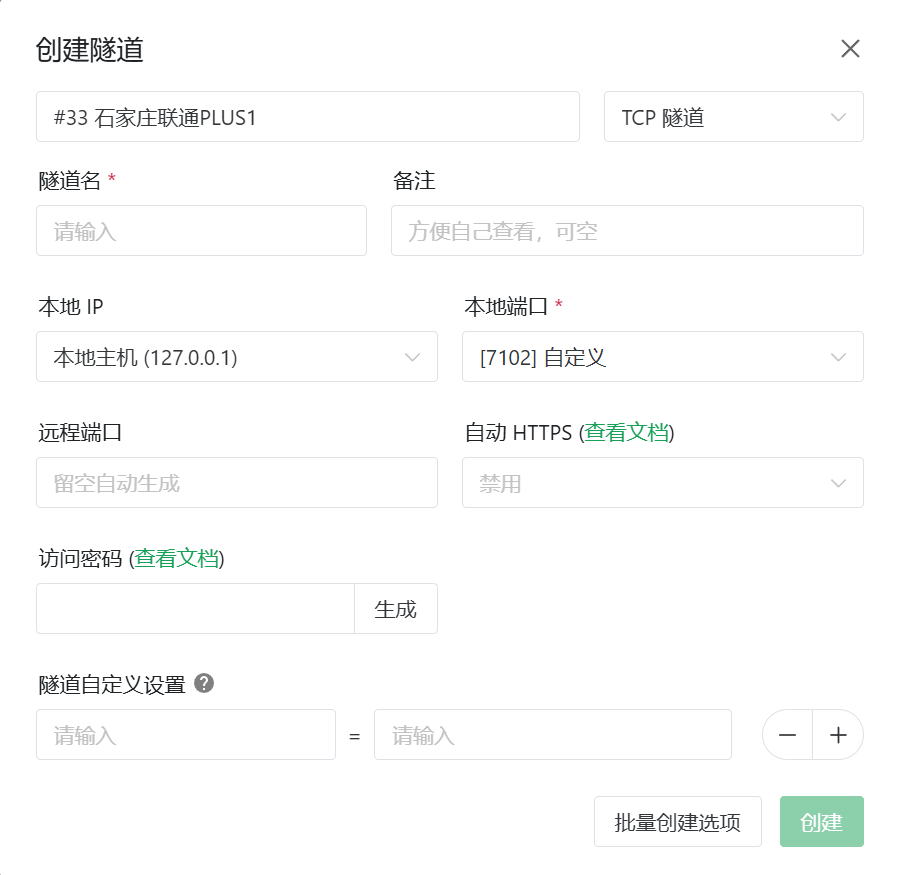 创建隧道
#33 石家庄联通PLUS1
TCP 隧道
隧道名 *
备注
请输入
方便自己查看，可空
本地 IP
本地端口 *
本地主机 (127.0.0.1)
[7102] 自定义
远程端口
自动 HTTPS (查看文档)
留空自动生成
禁用
访问密码 (查看文档)
生成
隧道自定义设置 ?
请输入
=
请输入
批量创建选项
创建